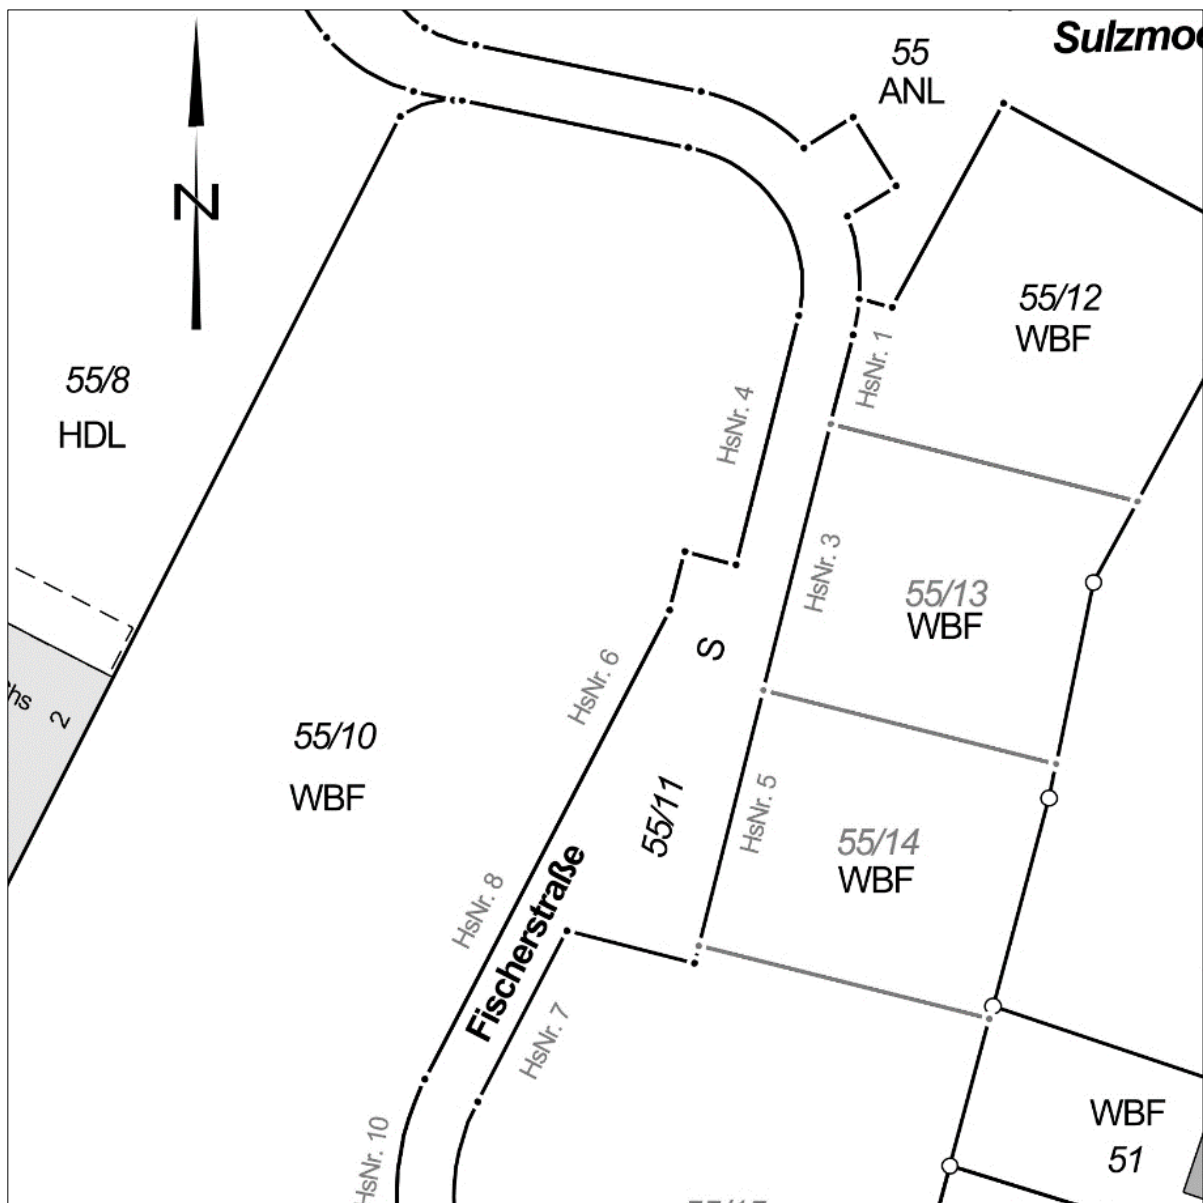 55
ANL
Sulzmoo
N
55/12
WBF
HsNr. 1
55/8
HDL
HsNr. 4
HsNr. 3
55/13
WBF
S
HsNr. 6
hs 2
55/10
WBF
55/11
HsNr. 5
55/14
WBF
Fischerstraße
HsNr. 8
HsNr. 7
WBF
51
HsNr. 10